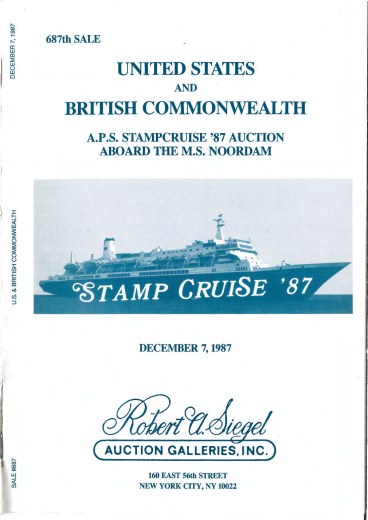 687th SALE
UNITED STATES
AND
BRITISH COMMONWEALTH
A.P.S. STAMPCRUISE '87 AUCTION
ABOARD THE M.S. NOORDAM
STAMP CRUISE '87
DECEMBER 7, 1987
Robert A. Siegel
AUCTION GALLERIES, INC.
160 EAST 56th STREET
NEW YORK CITY, NY 10022
DECEMBER 7, 1987
U.S. & BRITISH COMMONWEALTH
SALE #687